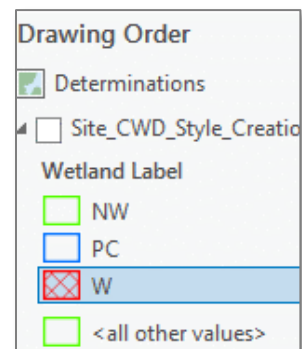 Drawing Order
Determinations
Site_CWD_Style_Creatio
Wetland Label
NW
PC
W
<all other values>